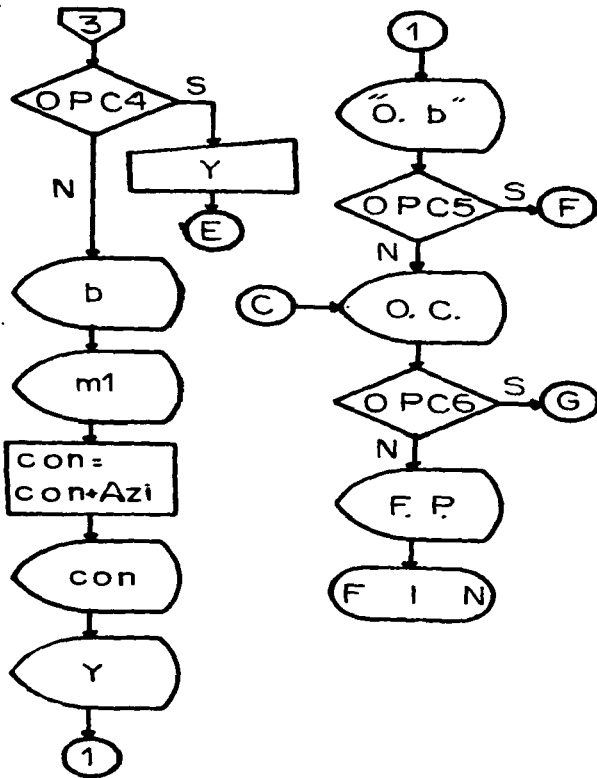 3
OPC4
S
N
Y
E
b
m1
con=
con+Azi
con
Y
1
1
"O. b"
OPC5
S
F
N
C
O. C.
OPC6
S
G
N
F. P.
F I N